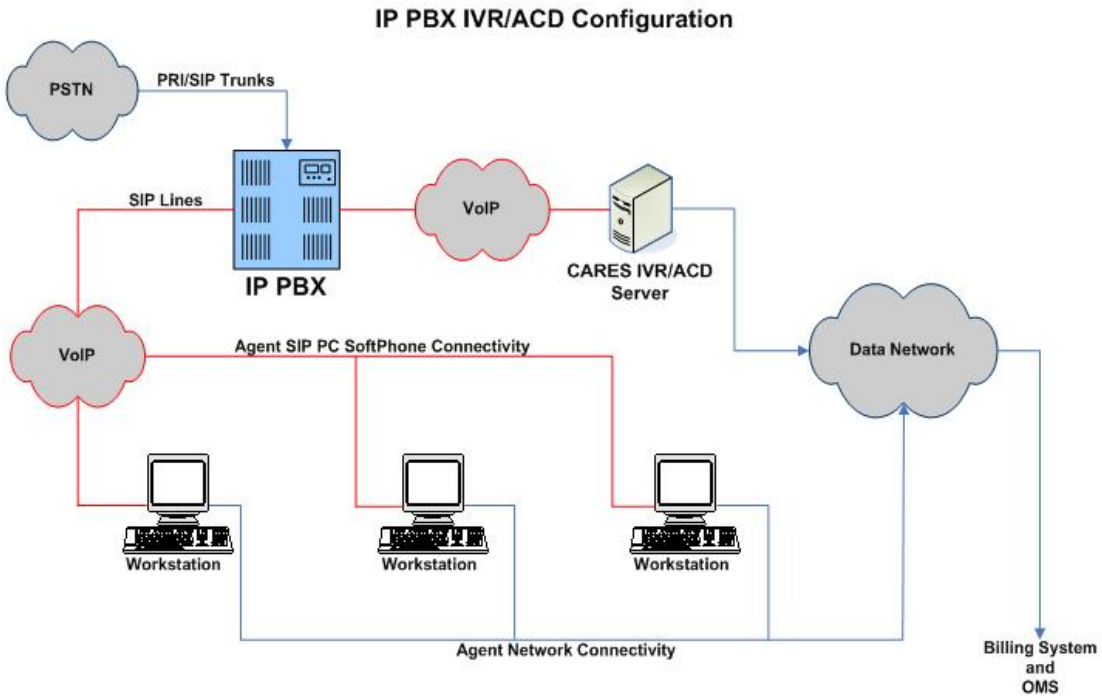 IP PBX IVR/ACD Configuration
PSTN
PRI/SIP Trunks
SIP Lines
IP PBX
VoIP
CARES IVR/ACD
Server
VoIP
Agent SIP PC SoftPhone Connectivity
Data Network
Workstation
Workstation
Workstation
Agent Network Connectivity
Billing System
and
OMS